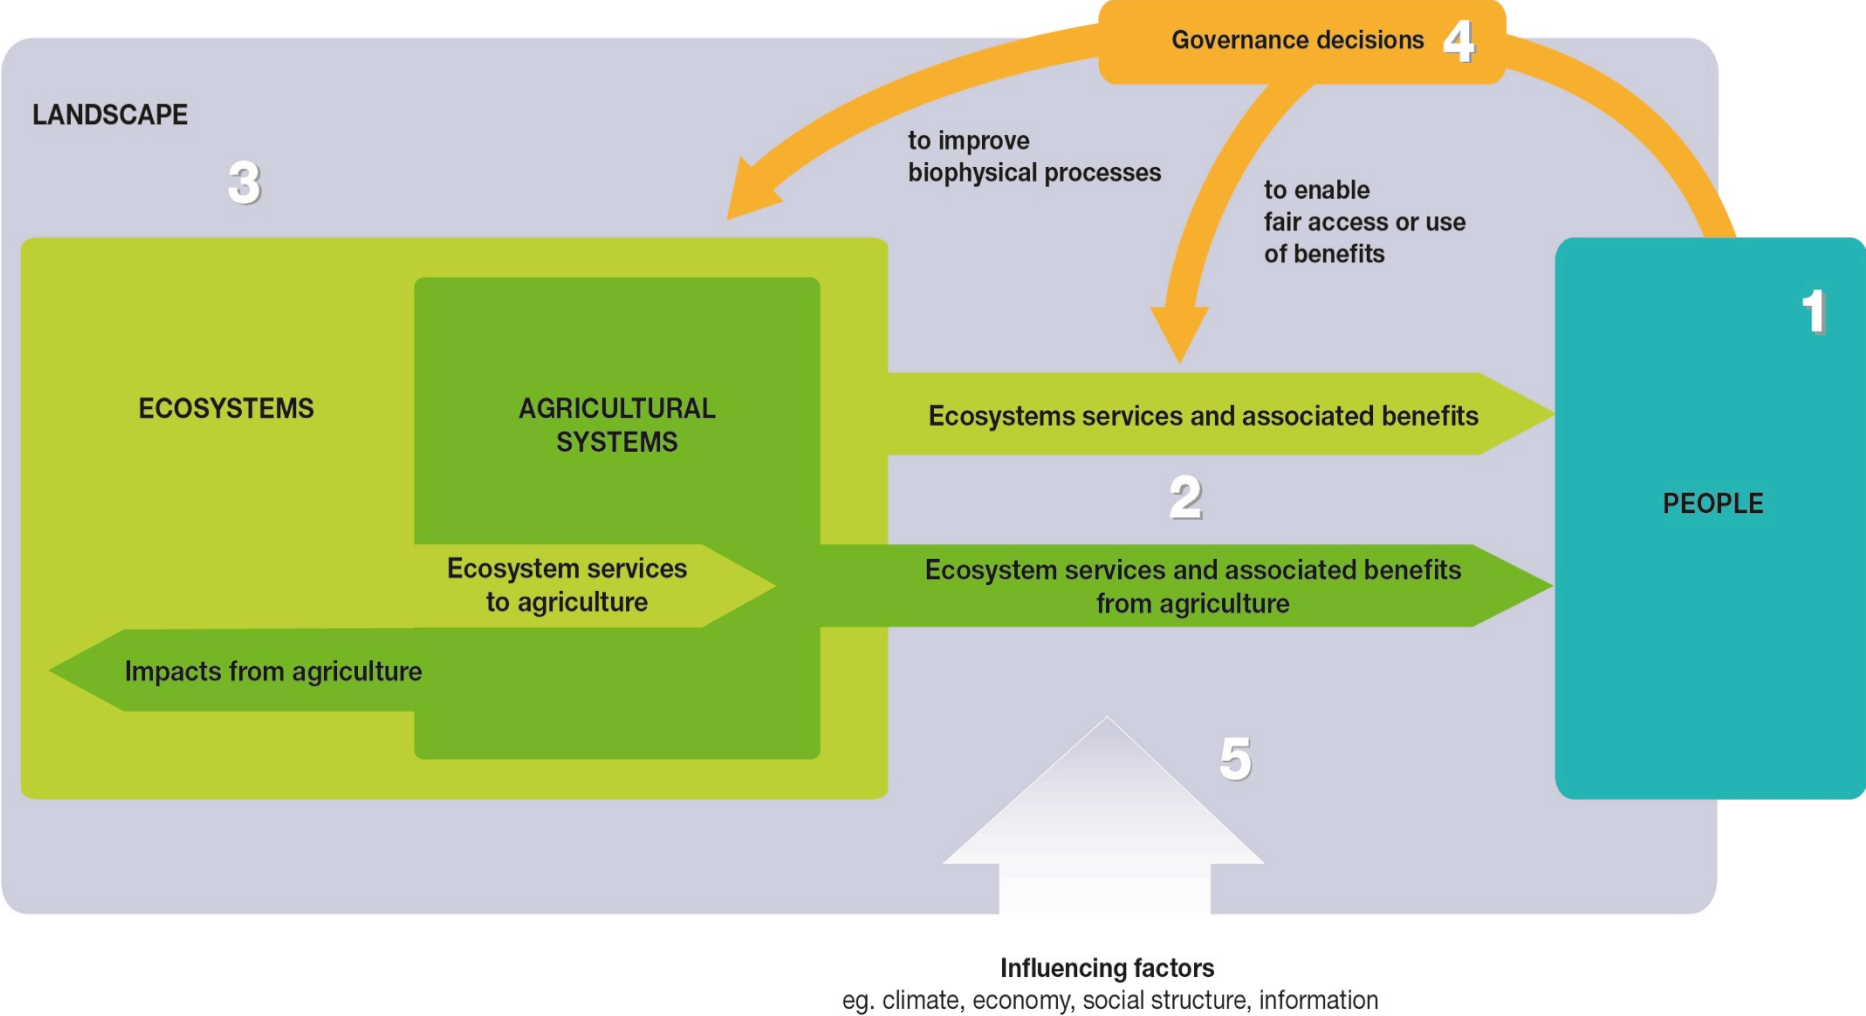 Governance decisions 4
LANDSCAPE
3
to improve
biophysical processes
to enable
fair access or use
of benefits
1
ECOSYSTEMS
AGRICULTURAL
SYSTEMS
Ecosystems services and associated benefits
2
PEOPLE
Ecosystem services
to agriculture
Ecosystem services and associated benefits
from agriculture
Impacts from agriculture
5
Influencing factors
eg. climate, economy, social structure, information